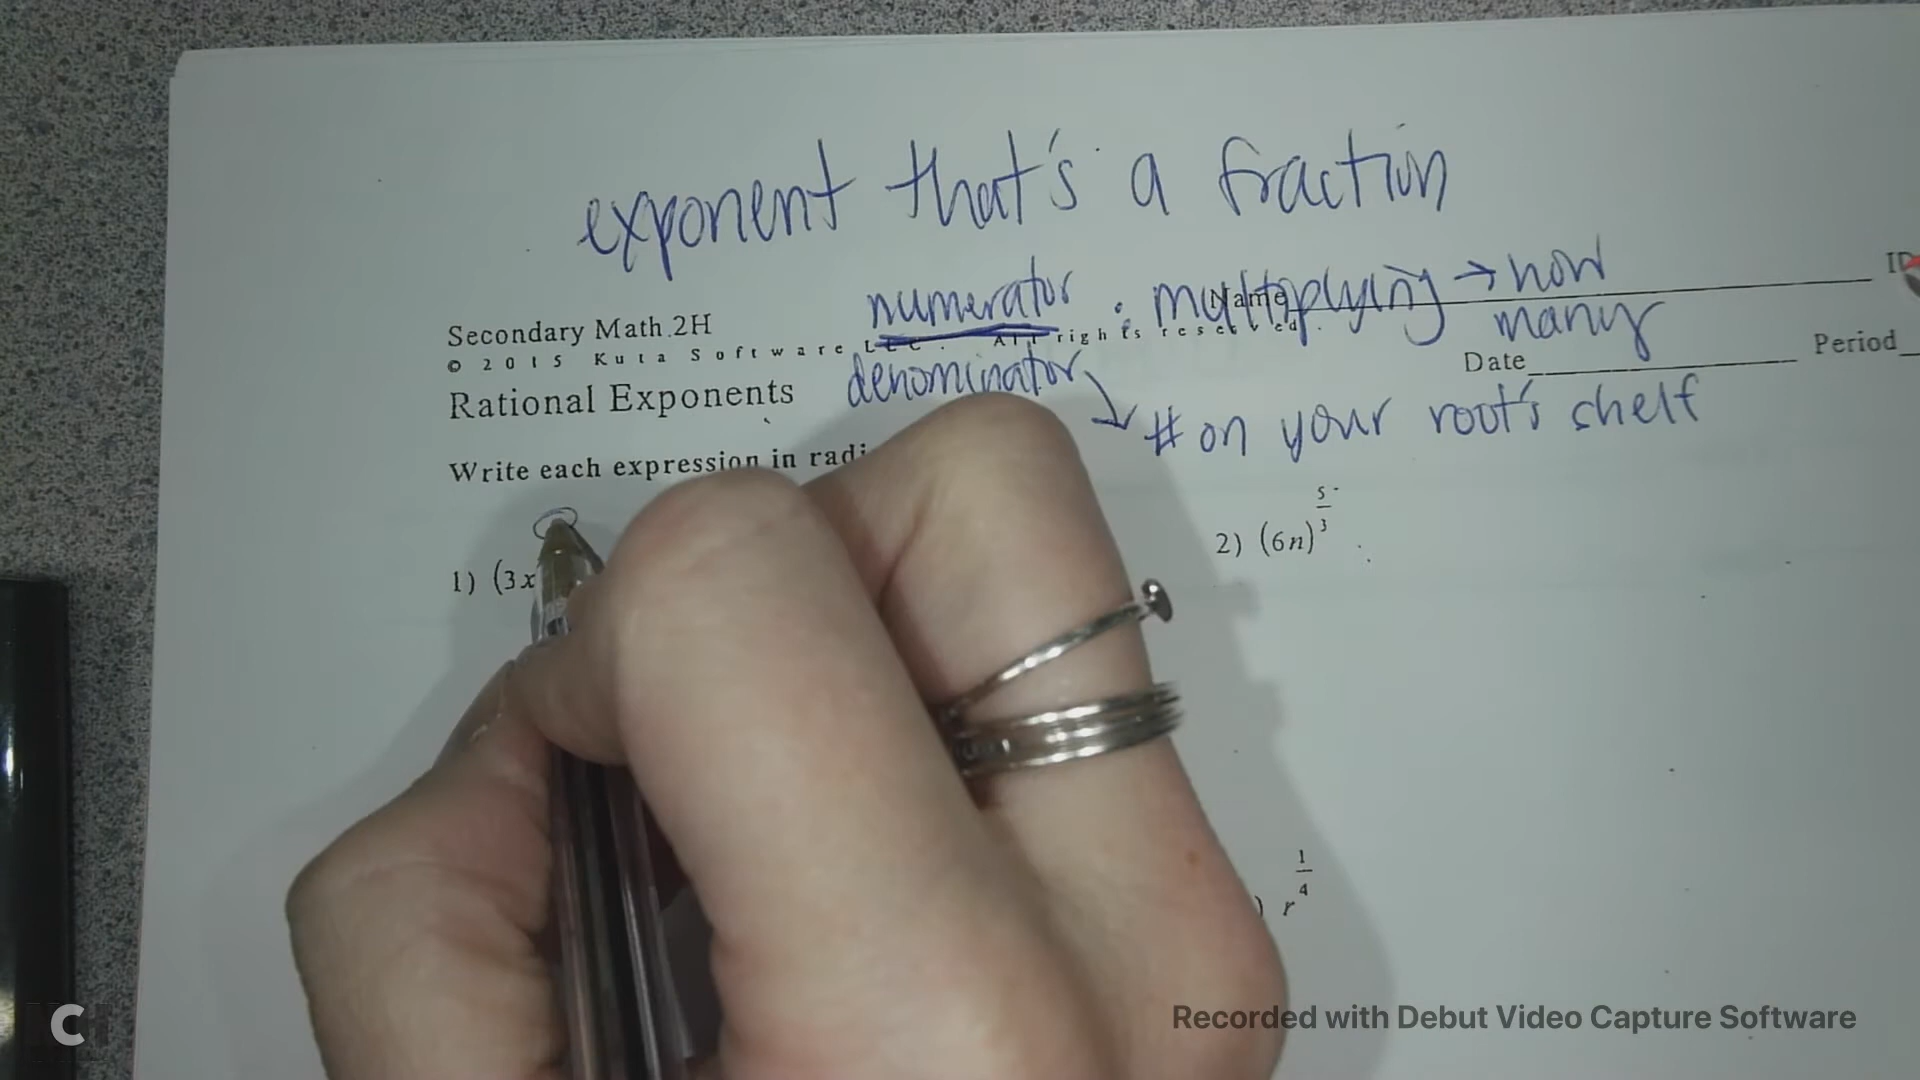 exponent that's a fraction
numerator : multiplying → how many
Secondary Math 2H
Name
ID
© 2015 Kuta Software LLC. All rights reserved.
denominator
Date Period
Rational Exponents
# on your root's shelf
Write each expression in radi
1) (3x
2) (6n)^5/3
) r^1/4
C
Recorded with Debut Video Capture Software